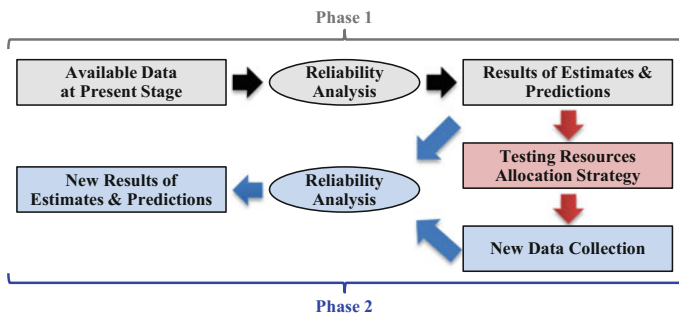 Phase 1
Available Data
at Present Stage
Reliability
Analysis
Results of Estimates &
Predictions
Testing Resources
Allocation Strategy
New Results of
Estimates & Predictions
Reliability
Analysis
New Data Collection
Phase 2